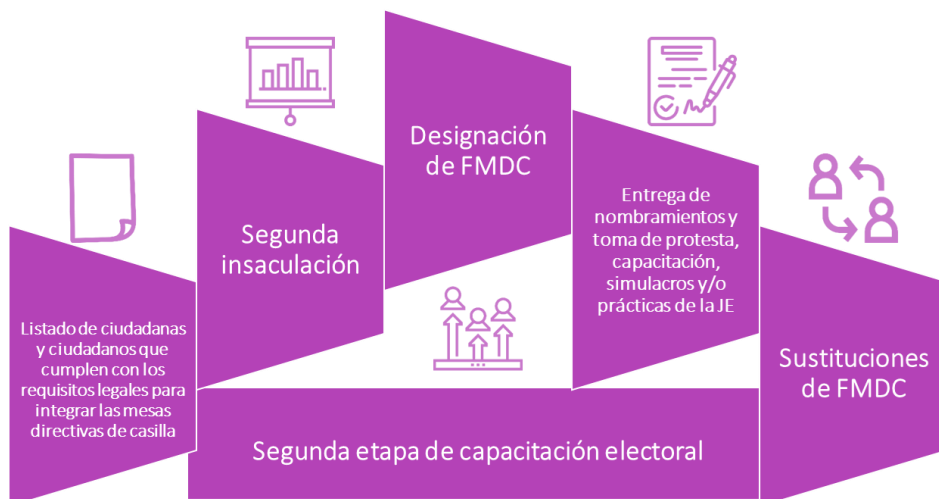 Listado de ciudadanas
y ciudadanos que
cumplen con los
requisitos legales para
integrar las mesas
directivas de casilla
Segunda
insaculación
Designación
de FMDC
Entrega de
nombramientos y
toma de protesta,
capacitación,
simulacros y/o
prácticas de la JE
Sustituciones
de FMDC
Segunda etapa de capacitación electoral